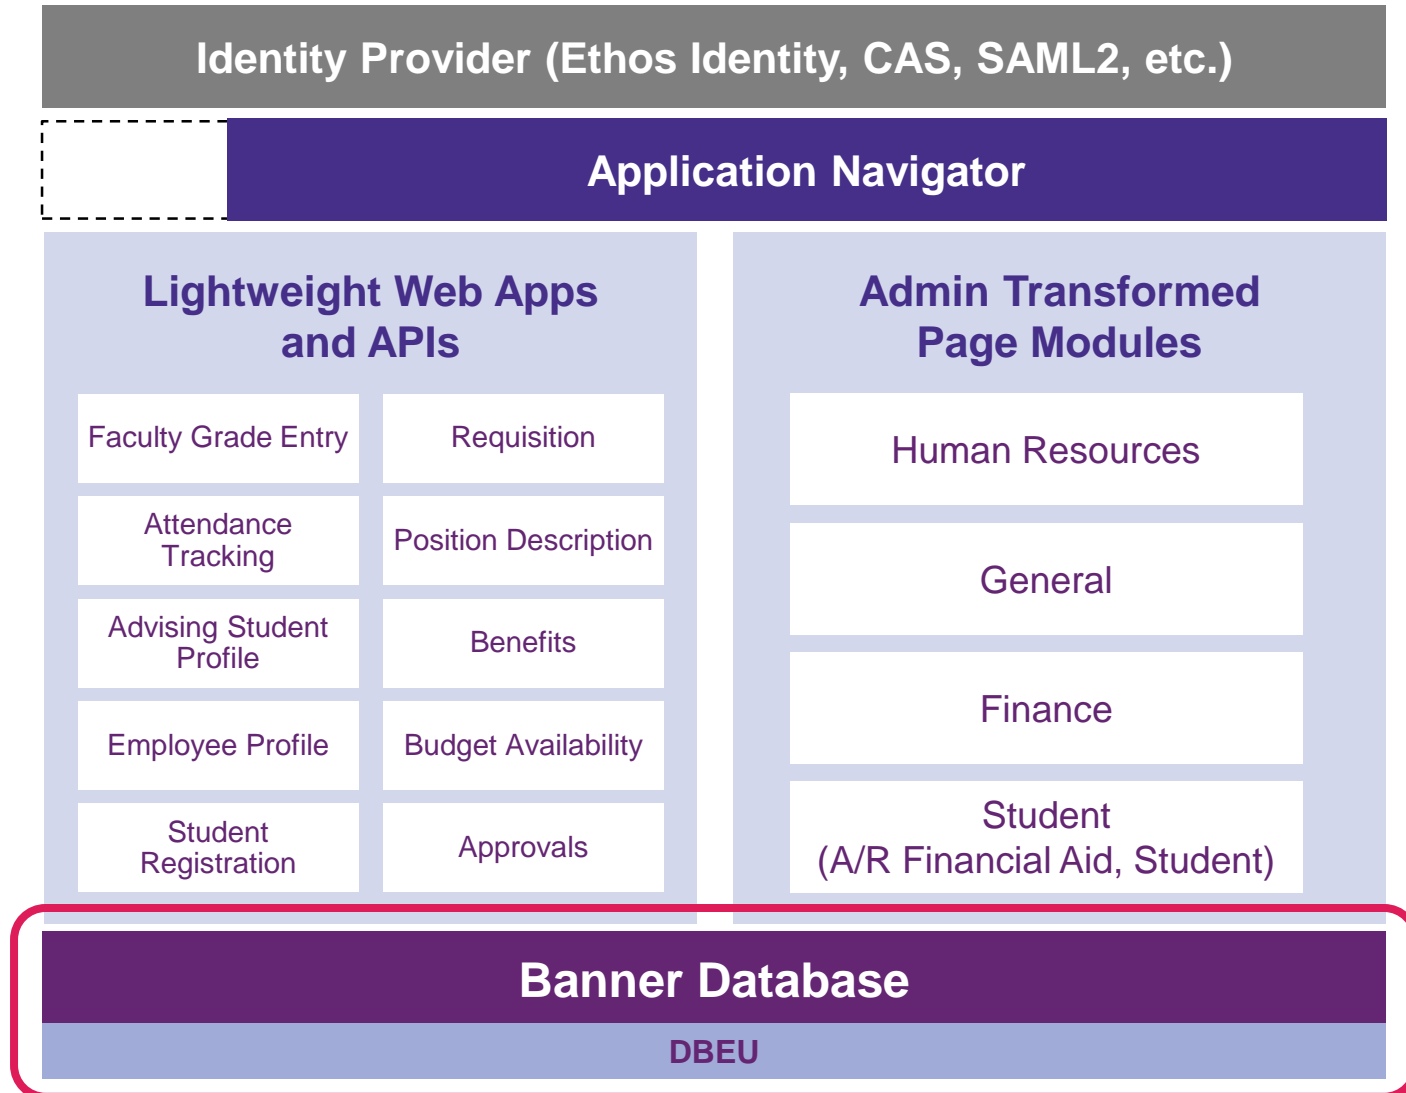 Identity Provider (Ethos Identity, CAS, SAML2, etc.)
Application Navigator
Lightweight Web Apps
and APIs
Faculty Grade Entry
Requisition
Attendance
Tracking
Position Description
Advising Student
Profile
Benefits
Employee Profile
Budget Availability
Student
Registration
Approvals
Admin Transformed
Page Modules
Human Resources
General
Finance
Student
(A/R Financial Aid, Student)
Banner Database
DBEU